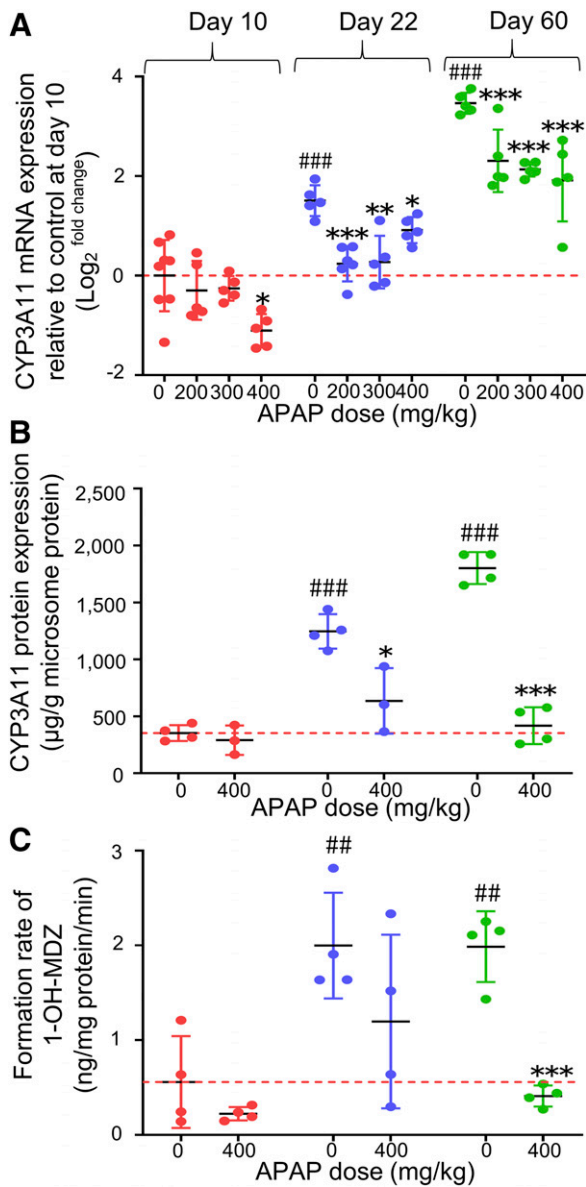 A
Day 10 Day 22 Day 60
CYP3A11 mRNA expression
relative to control at day 10
(Log2 fold change)
4
2
0
-2
###
***
**
*
###
***
***
***
*
0 200 300 400 0 200 300 400 0 200 300 400
APAP dose (mg/kg)
B
CYP3A11 protein expression
(µg/g microsome protein)
2,500
2,000
1,500
1,000
500
0
###
*
###
***
0 400 0 400 0 400
APAP dose (mg/kg)
C
Formation rate of
1-OH-MDZ
(ng/mg protein/min)
3
2
1
0
##
##
***
0 400 0 400 0 400
APAP dose (mg/kg)